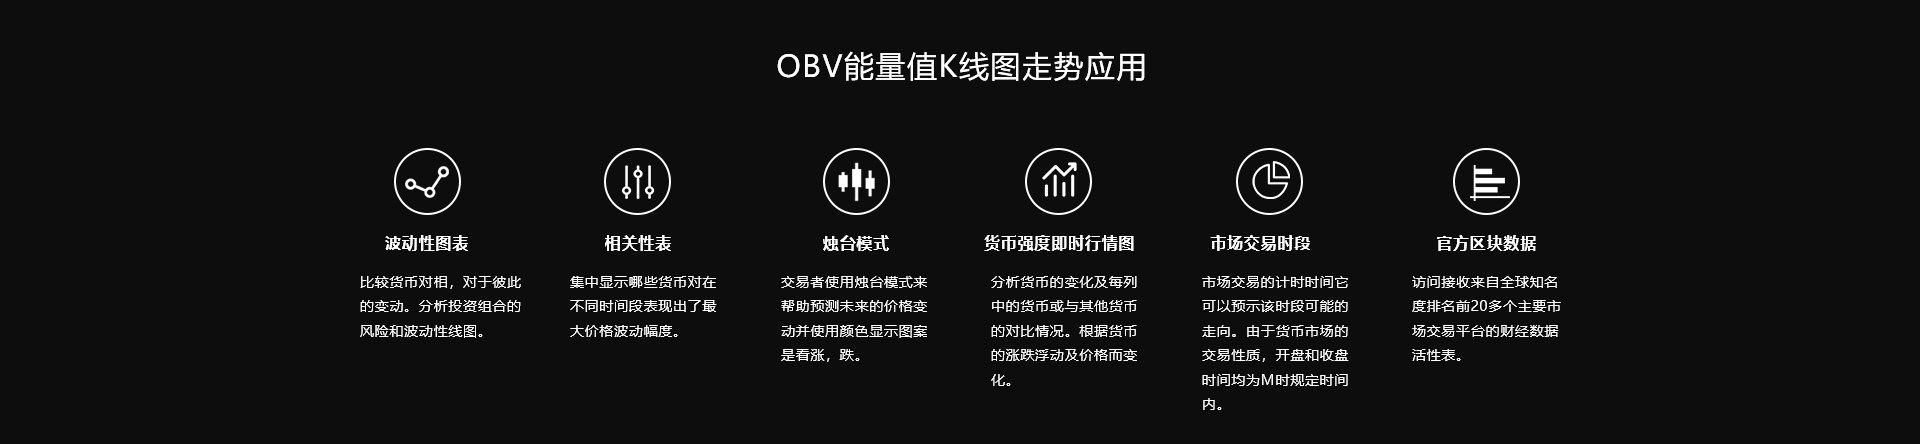 OBV能量值K线图走势应用
波动性图表
比较货币对相，对于彼此
的变动。分析投资组合的
风险和波动性线图。
相关性表
集中显示哪些货币对在
不同时间段表现出了最
大价格波动幅度。
烛台模式
交易者使用烛台模式来
帮助预测未来的价格变
动并使用颜色显示图案
是看涨，跌。
货币强度即时行情图
分析货币的变化及每列
中的货币或与其他货币
的对比情况。根据货币
的涨跌浮动及价格而变
化。
市场交易时段
市场交易的计时时间它
可以预示该时段可能的
走向。由于货币市场的
交易性质，开盘和收盘
时间均为M时规定时间
内。
官方区块数据
访问接收来自全球知名
度排名前20多个主要市
场交易平台的财经数据
活性表。